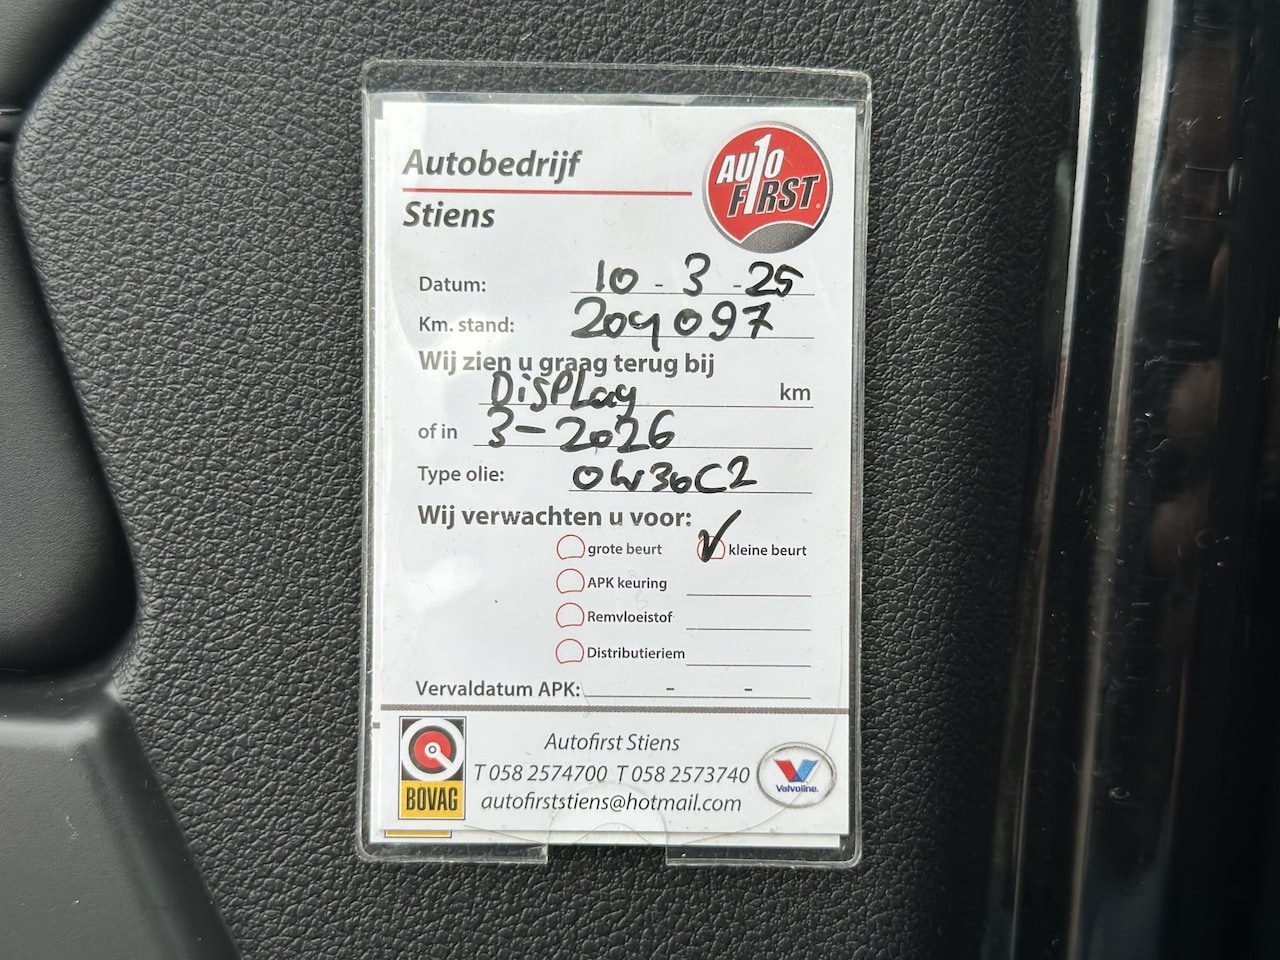 Autobedrijf
Stiens
AUTO
FIRST
Datum: 10 - 3 - 25
Km. stand: 209097
Wij zien u graag terug bij
Display km
of in 3-2026
Type olie: 0W30C2
Wij verwachten u voor:
grote beurt kleine beurt
APK keuring
Remvloeistof
Distributieriem
Vervaldatum APK: - -
Autofirst Stiens
T 058 2574700 T 058 2573740
autofirststiens@hotmail.com
BOVAG
Valvoline.